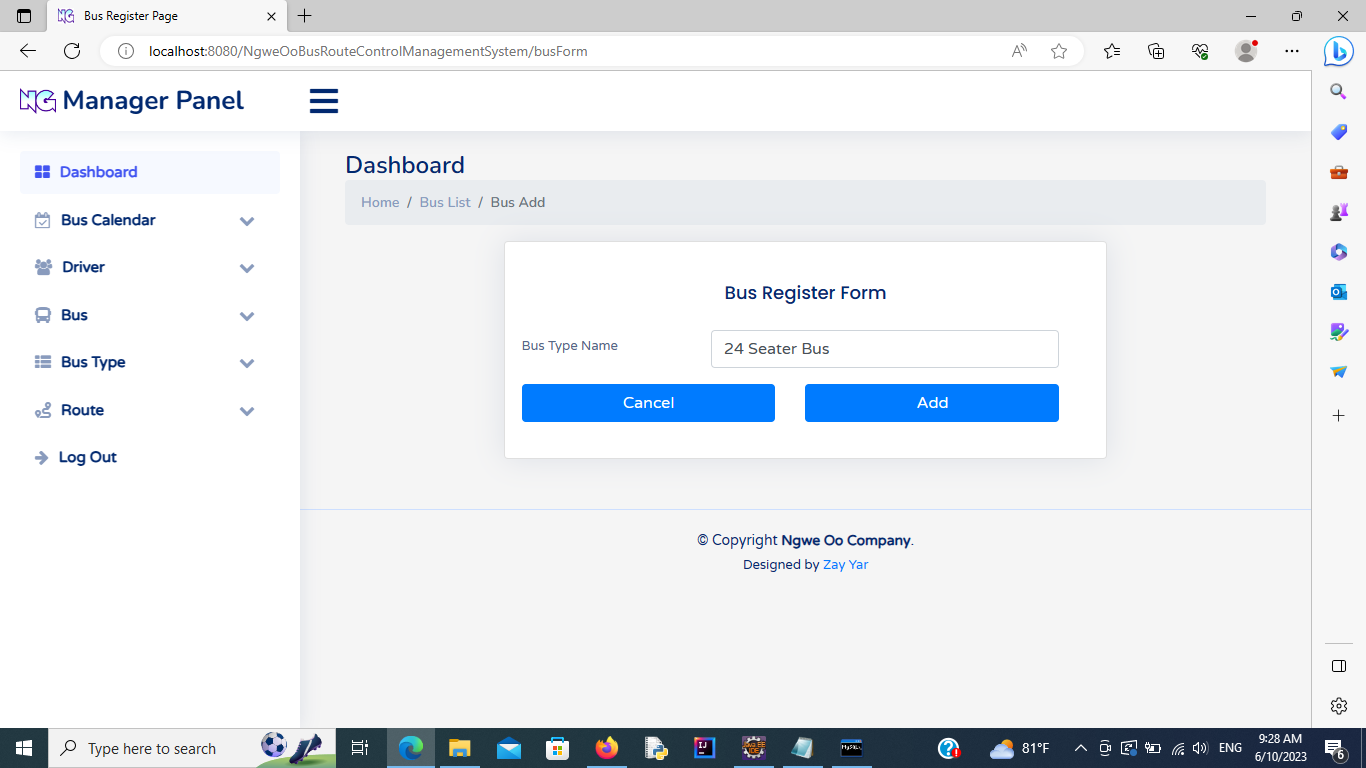 Bus Register Page
localhost:8080/NgweOoBusRouteControlManagementSystem/busForm
NG Manager Panel
Dashboard
Bus Calendar
Driver
Bus
Bus Type
Route
Log Out
Dashboard
Home / Bus List / Bus Add
Bus Register Form
Bus Type Name
24 Seater Bus
Cancel
Add
© Copyright Ngwe Oo Company.
Designed by Zay Yar
Type here to search
81°F
ENG
9:28 AM
6/10/2023
6